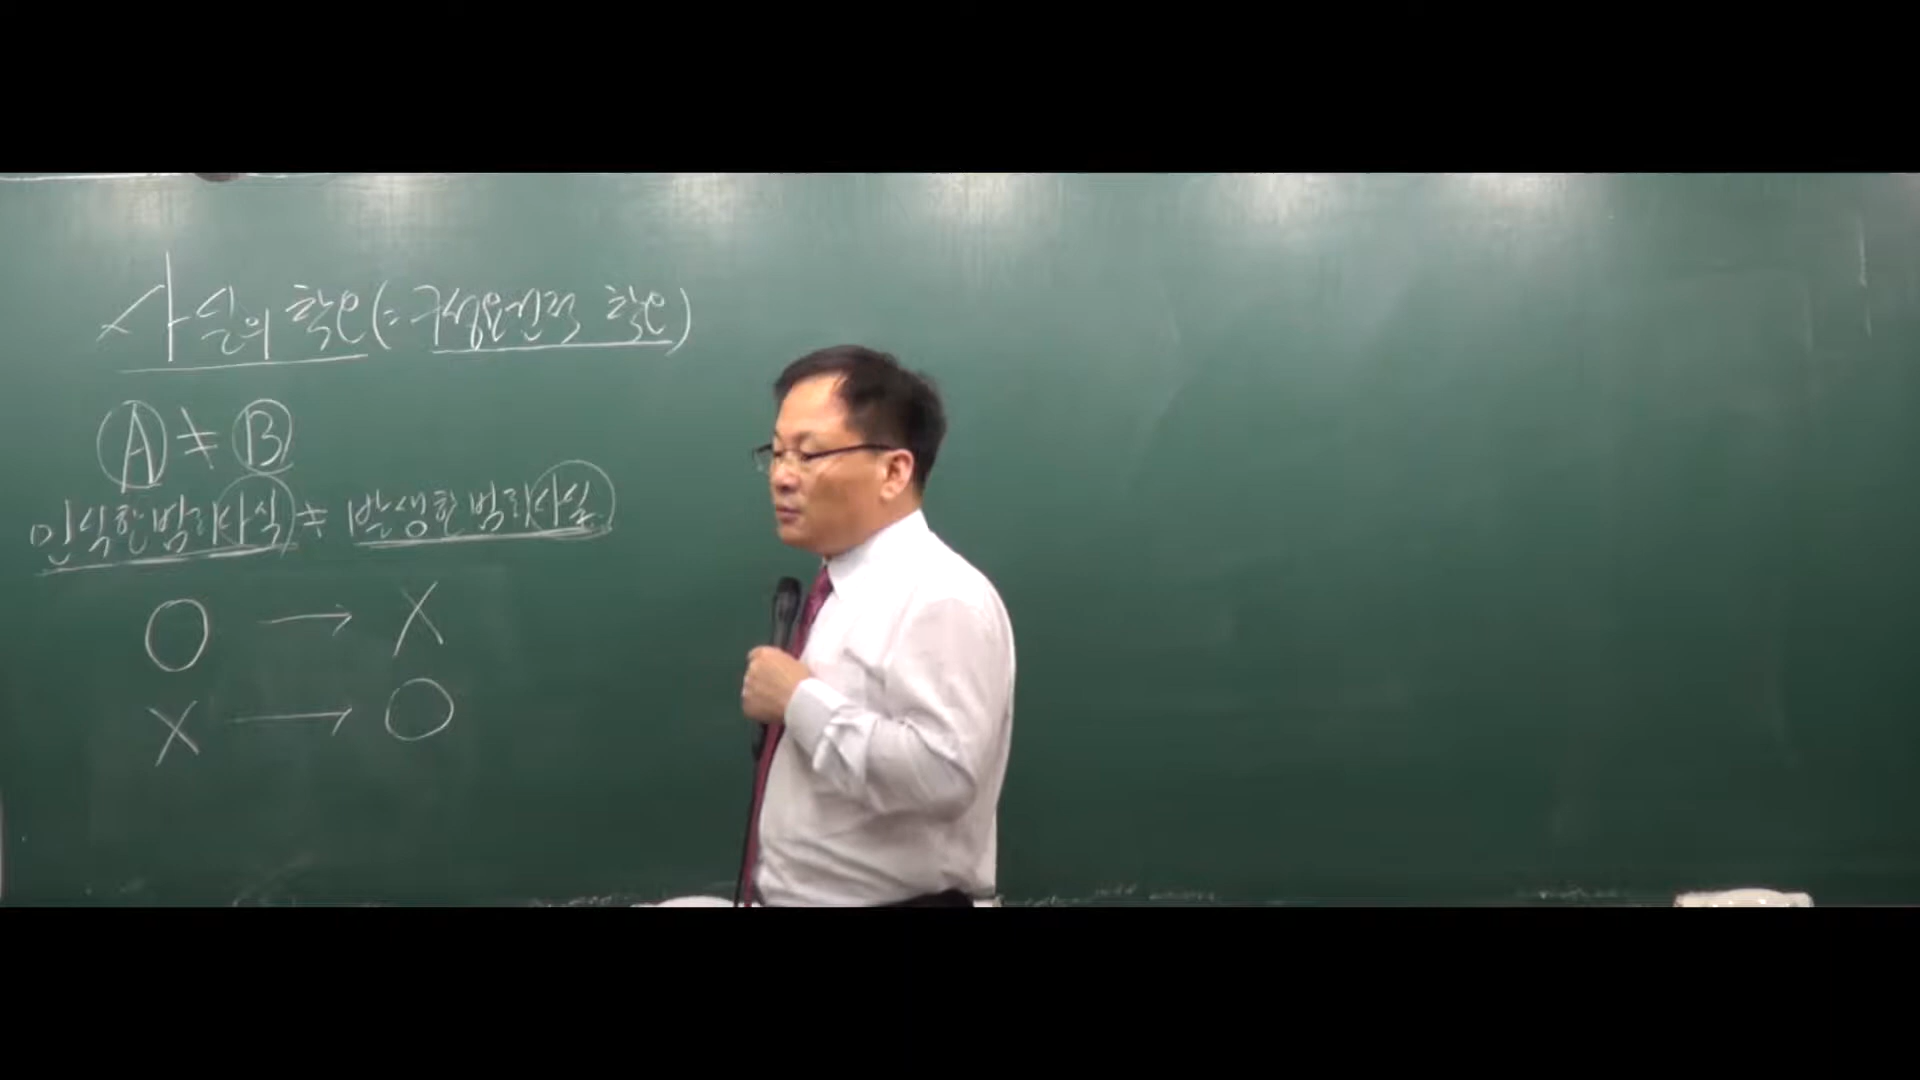 사실의 착오(= 구성요건적 착오)
A ≠ B
인식한 범죄사실 ≠ 발생한 범죄사실
O → X
X → O